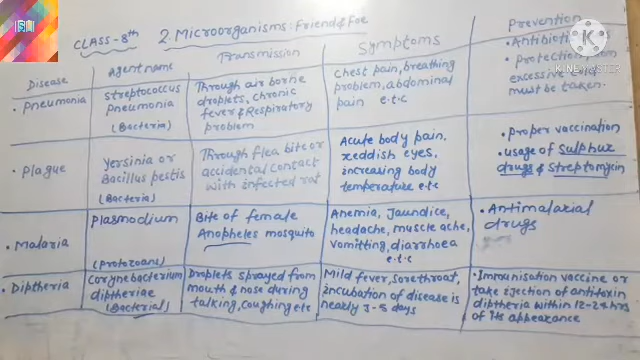 CLASS-8th 2. Microorganisms: Friend & Foe
Disease
Agent name
Transmission
Symptoms
Prevention
• Pneumonia
streptococcus
pneumonia
(Bacteria)
Through air borne
droplets, chronic
fever & Respiratory
problem
Chest pain, breathing
problem, abdominal
pain e.t.c
• Antibiotic
• Protection from
excessive
must be taken.
KINEMASTER
• Plague
Yersinia or
Bacillus pestis
(Bacteria)
Through flea bite or
accidental contact
with infected rat
Acute body pain,
reddish eyes,
increasing body
temperature e.t.c
• Proper vaccination
• usage of Sulphur
drugs & Streptomycin
• Malaria
Plasmodium
(Protozoans)
Bite of female
Anopheles mosquito
Anemia, Jaundice,
headache, muscle ache,
vomitting, diarrhoea
e.t.c
• Antimalarial
drugs
• Diptheria
Corynebacterium
diptheriae
(Bacterial)
Droplets sprayed from
mouth & nose during
talking, coughing etc
Mild fever, sore throat,
incubation of disease is
nearly 3-5 days
• Immunisation vaccine or
take injection of antitoxin
diptheria within 12-24 hrs
of its appearance